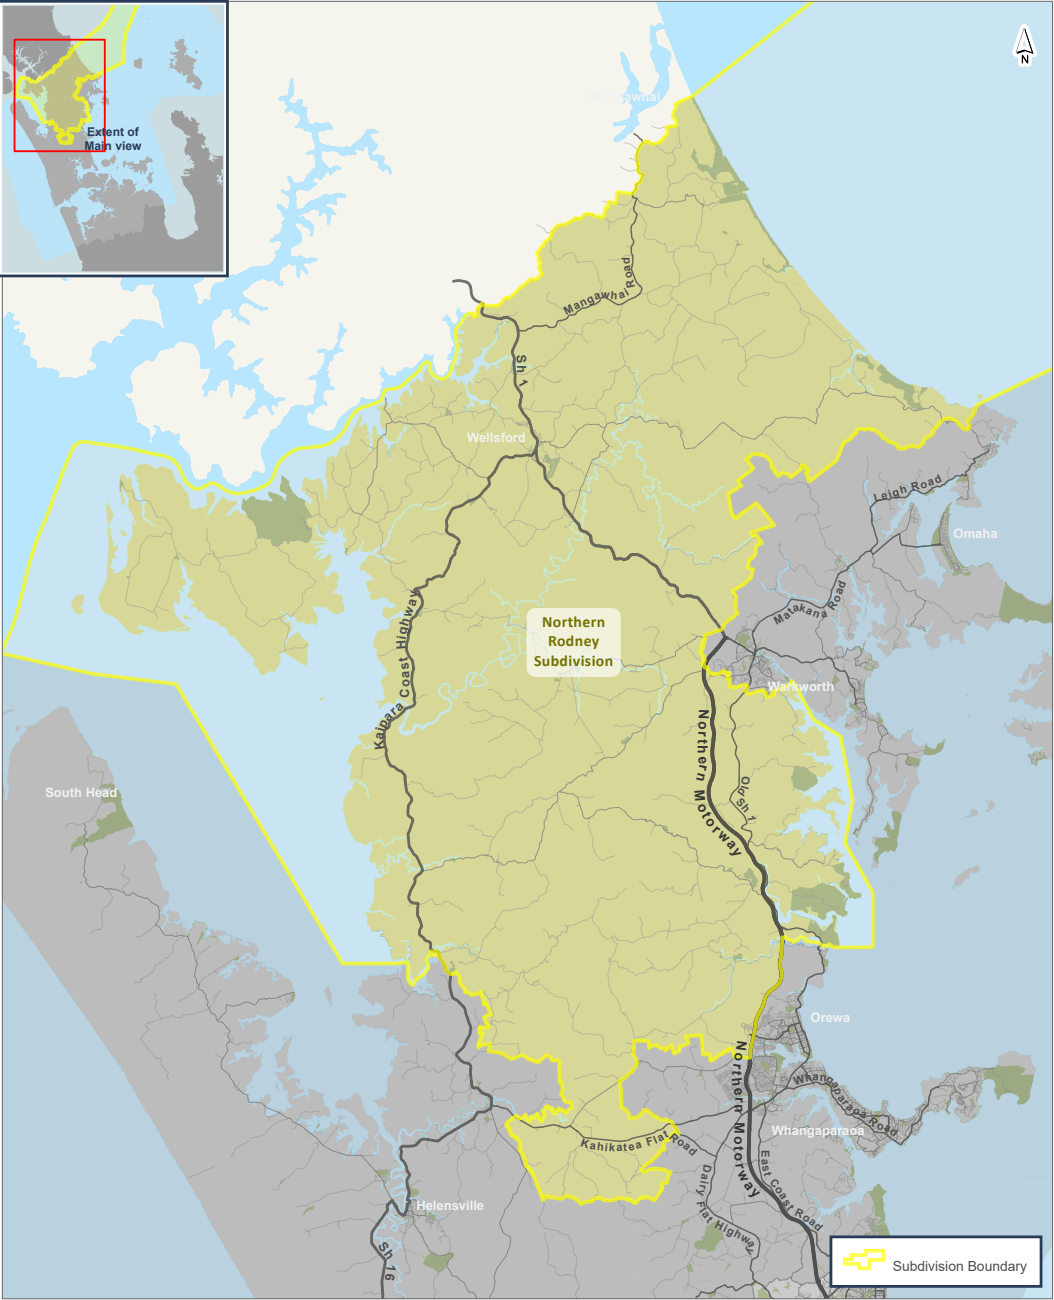 Extent of
Main view
N
Mangawhai
Mangawhai Road
Sh 1
Wellsford
Leigh Road
Omaha
Matakana Road
Kaipara Coast Highway
Northern
Rodney
Subdivision
Warkworth
Northern Motorway
Old Sh 1
South Head
Orewa
Northern Motorway
Whangaparaoa Road
Whangaparaoa
Kahikatea Flat Road
Dairy Flat Highway
East Coast Road
Helensville
Sh 16
Subdivision Boundary